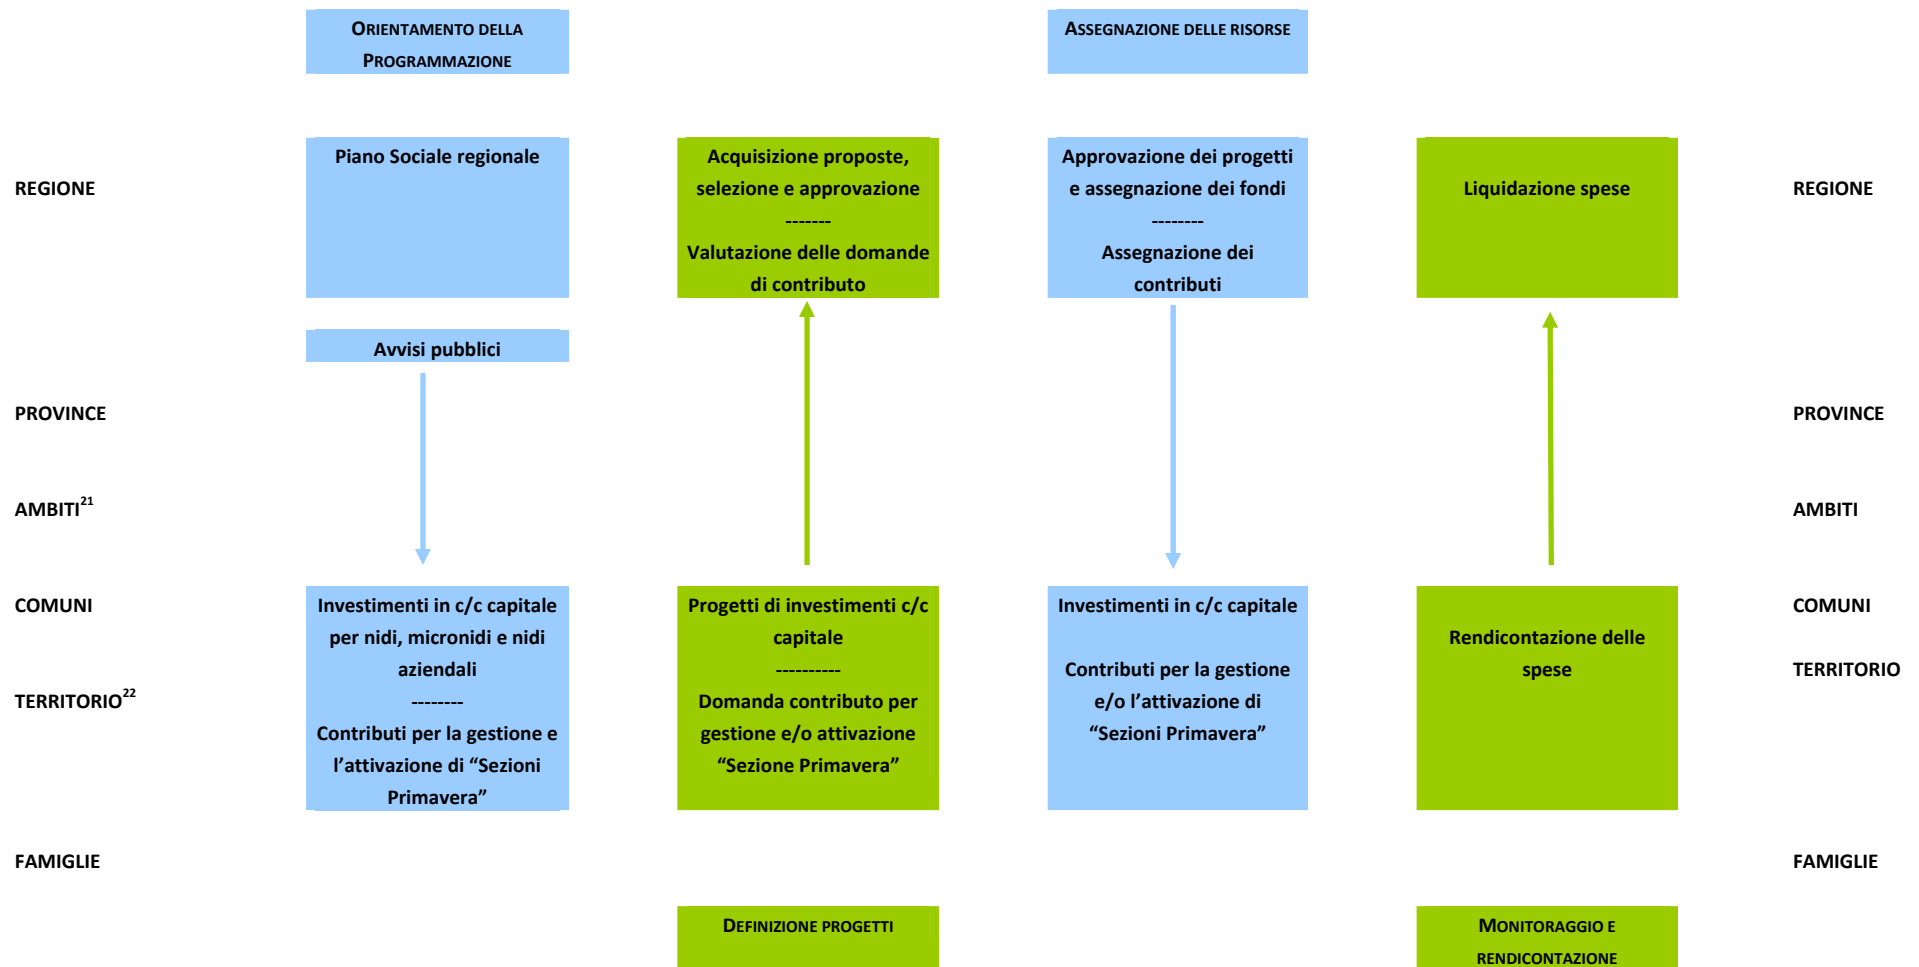 ORIENTAMENTO DELLA
PROGRAMMAZIONE
ASSEGNAZIONE DELLE RISORSE
REGIONE
Piano Sociale regionale
Acquisizione proposte,
selezione e approvazione
-------
Valutazione delle domande
di contributo
Approvazione dei progetti
e assegnazione dei fondi
--------
Assegnazione dei
contributi
Liquidazione spese
REGIONE
Avvisi pubblici
PROVINCE
PROVINCE
AMBITI21
AMBITI
COMUNI
TERRITORIO22
Investimenti in c/c capitale
per nidi, micronidi e nidi
aziendali
--------
Contributi per la gestione e
l’attivazione di “Sezioni
Primavera”
Progetti di investimenti c/c
capitale
----------
Domanda contributo per
gestione e/o attivazione
“Sezione Primavera”
Investimenti in c/c capitale
Contributi per la gestione
e/o l’attivazione di
“Sezioni Primavera”
Rendicontazione delle
spese
COMUNI
TERRITORIO
FAMIGLIE
FAMIGLIE
DEFINIZIONE PROGETTI
MONITORAGGIO E
RENDICONTAZIONE